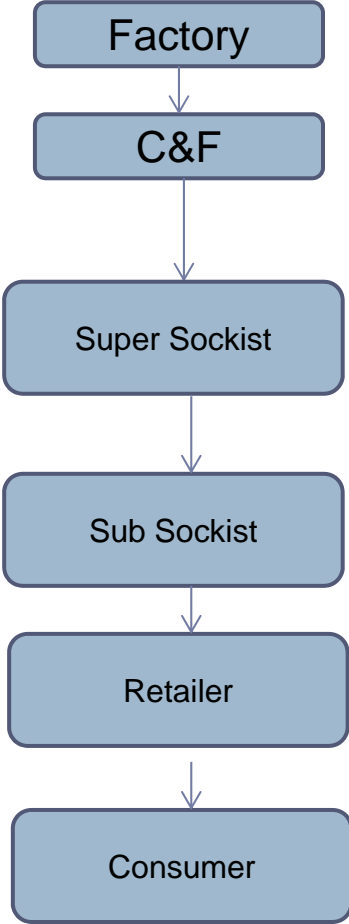 Factory
C&F
Super Sockist
Sub Sockist
Retailer
Consumer